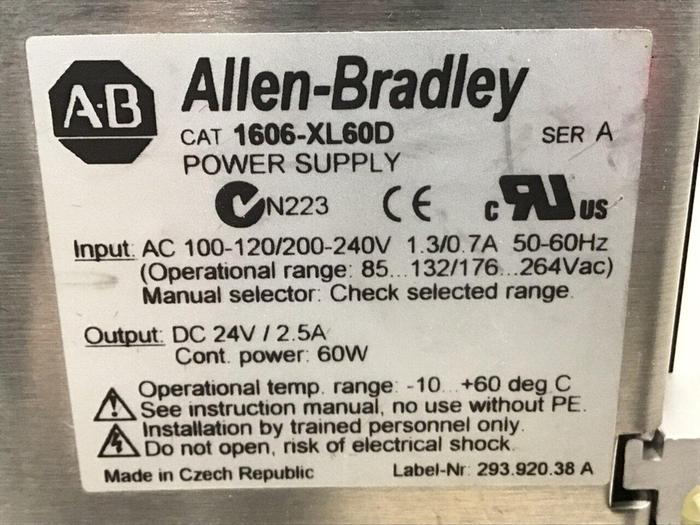 A·B Allen-Bradley
CAT 1606-XL60D SER A
POWER SUPPLY
N223 CE c RU US
Input: AC 100-120/200-240V 1.3/0.7A 50-60Hz
(Operational range: 85...132/176...264Vac)
Manual selector: Check selected range.
Output: DC 24V / 2.5A
Cont. power: 60W
Operational temp. range: -10...+60 deg C
See instruction manual, no use without PE.
Installation by trained personnel only.
Do not open, risk of electrical shock.
Made in Czech Republic Label-Nr: 293.920.38 A